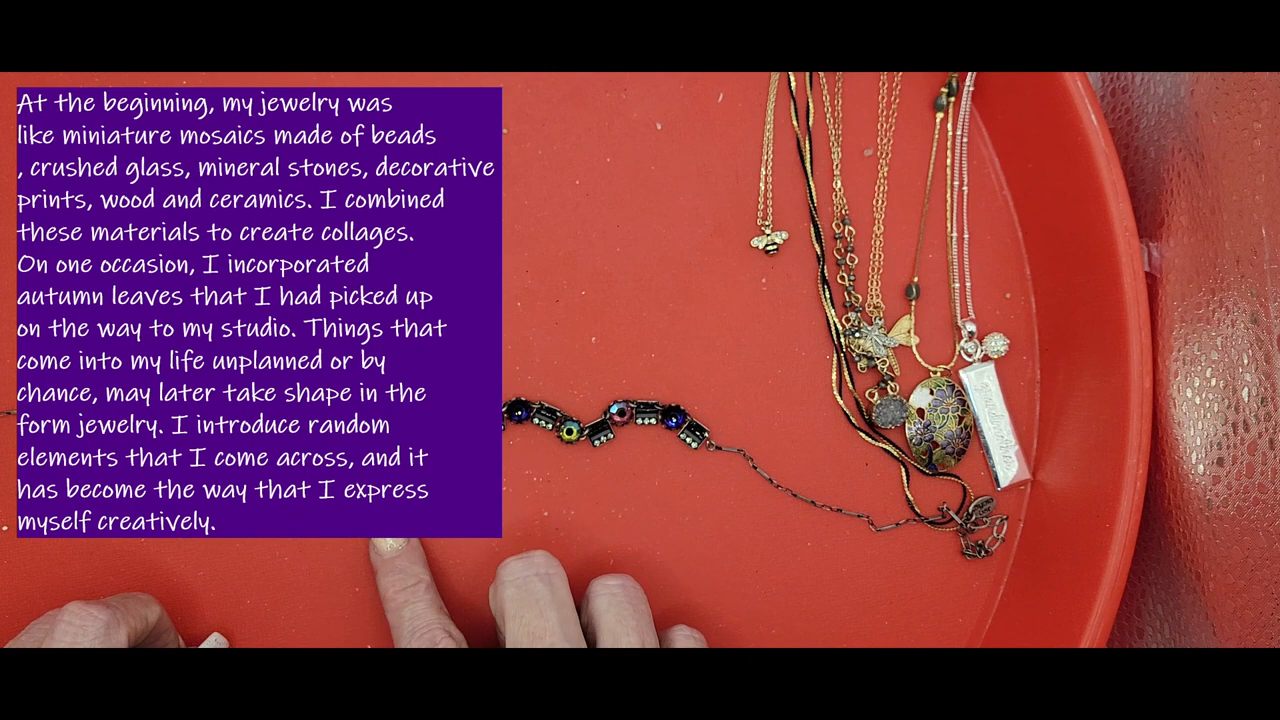 At the beginning, my jewelry was
like miniature mosaics made of beads
, crushed glass, mineral stones, decorative
prints, wood and ceramics. I combined
these materials to create collages.
On one occasion, I incorporated
autumn leaves that I had picked up
on the way to my studio. Things that
come into my life unplanned or by
chance, may later take shape in the
form jewelry. I introduce random
elements that I come across, and it
has become the way that I express
myself creatively.